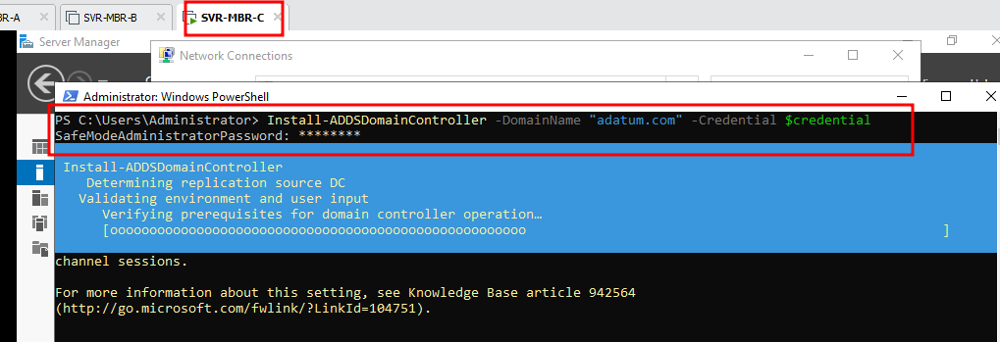 BR-A
SVR-MBR-B
SVR-MBR-C
Server Manager
Network Connections
Administrator: Windows PowerShell
PS C:\Users\Administrator> Install-ADDSDomainController -DomainName "adatum.com" -Credential $credential
SafeModeAdministratorPassword: ********
Install-ADDSDomainController
Determining replication source DC
Validating environment and user input
Verifying prerequisites for domain controller operation…
[ooooooooooooooooooooooooooooooooooooooooooooooooooooo ]
channel sessions.
For more information about this setting, see Knowledge Base article 942564
(http://go.microsoft.com/fwlink/?LinkId=104751).